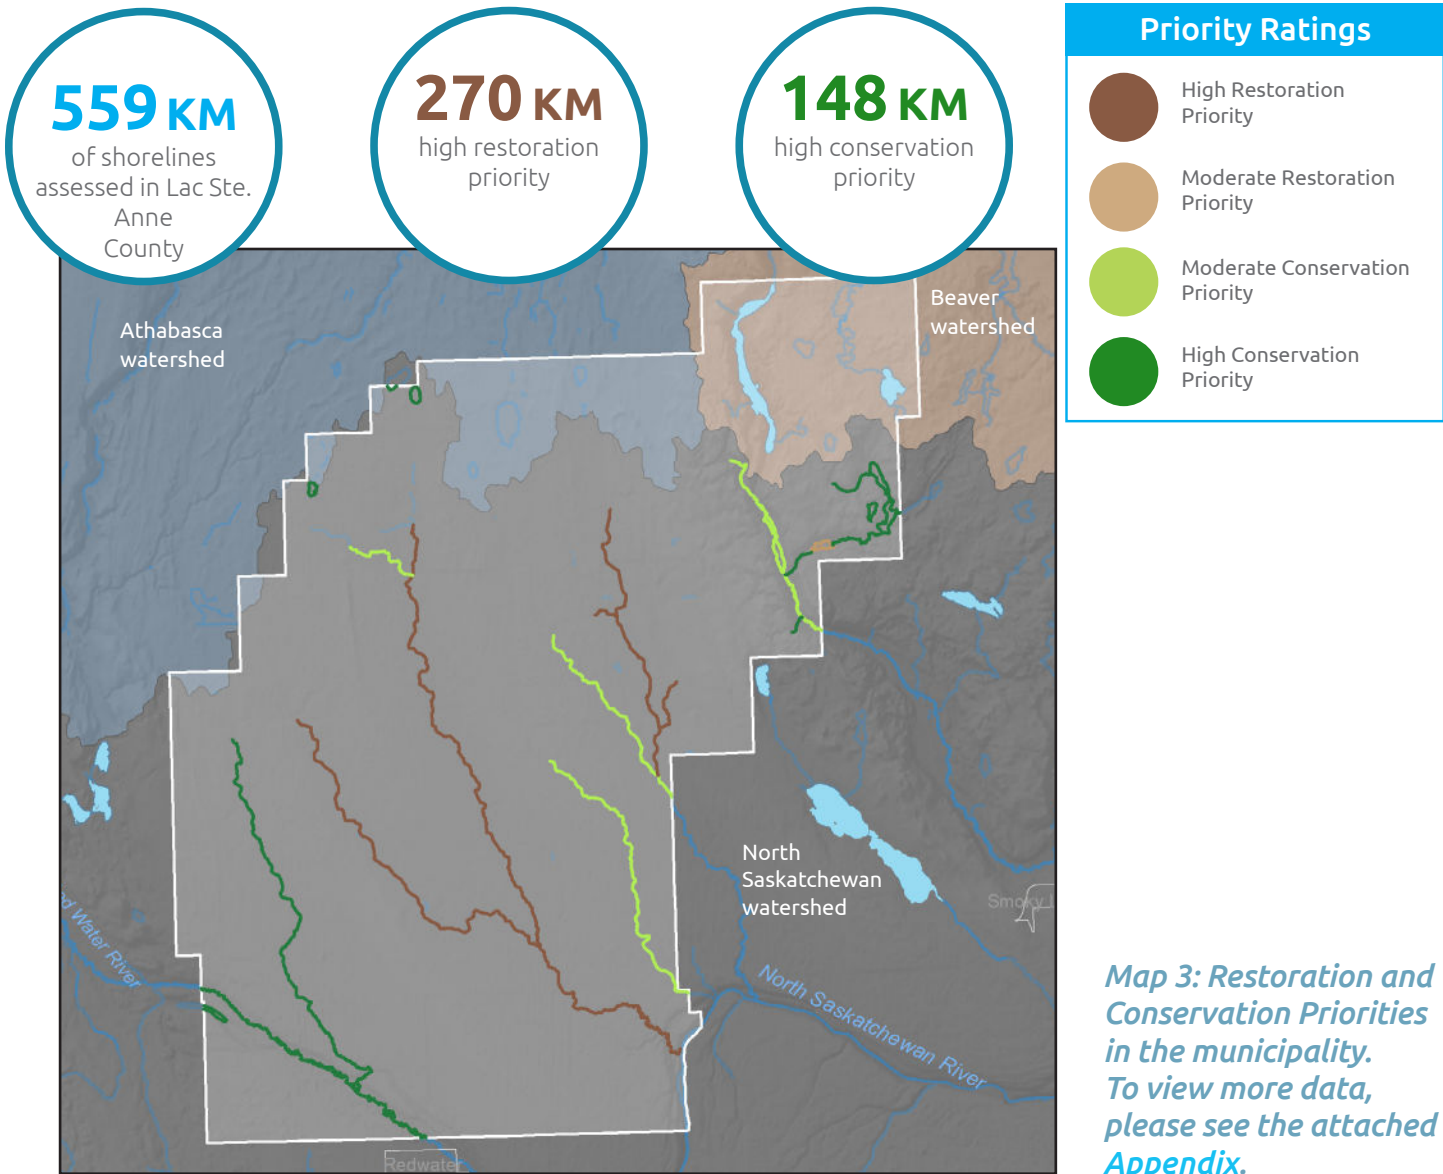 559 KM
of shorelines
assessed in Lac Ste.
Anne
County
270 KM
high restoration
priority
148 KM
high conservation
priority
Priority Ratings
High Restoration
Priority
Moderate Restoration
Priority
Moderate Conservation
Priority
High Conservation
Priority
Athabasca
watershed
Beaver
watershed
North
Saskatchewan
watershed
Smoky L
Water River
North Saskatchewan River
Redwater
Map 3: Restoration and
Conservation Priorities
in the municipality.
To view more data,
please see the attached
Appendix.